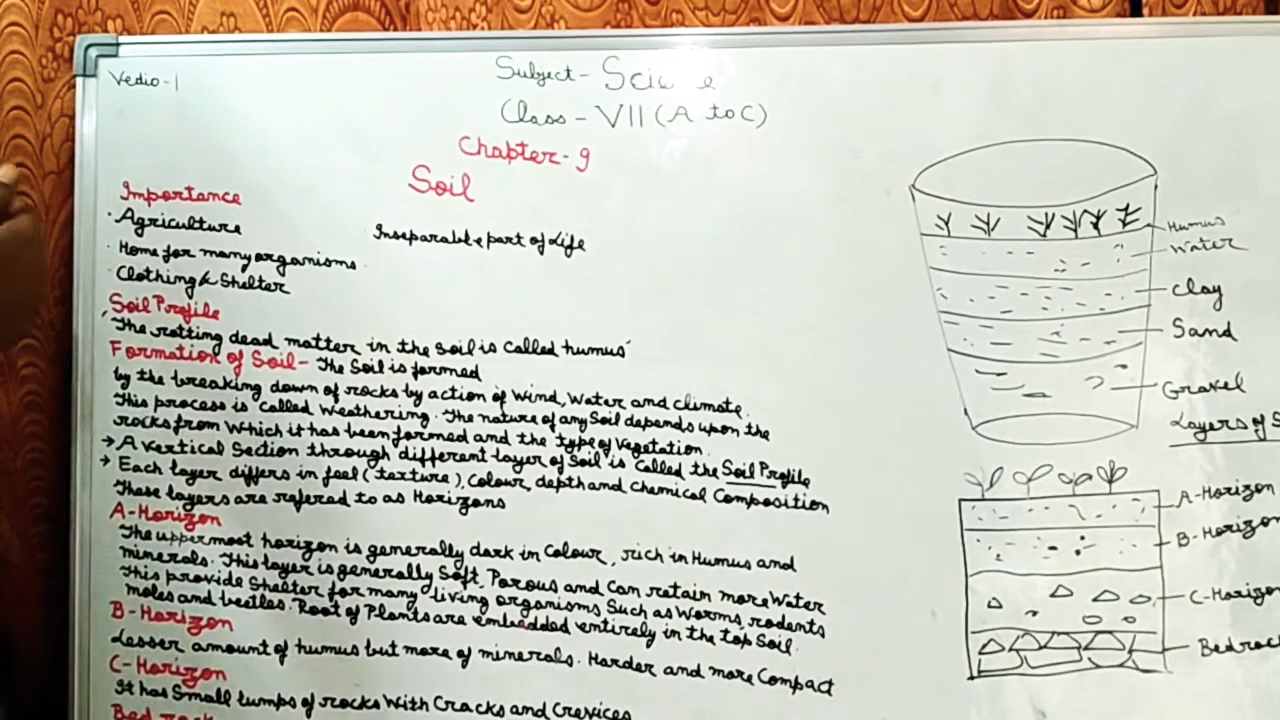 Vedio-1
Subject- Science
Class - VII (A to C)
Chapter-9
Soil
Importance
· Agriculture
Inseparable part of Life
· Home for many organisms.
· Clothing & Shelter
Soil Profile
'The rotting dead matter in the soil is called humus'
Formation of Soil - The Soil is formed
by the breaking down of rocks by action of Wind, Water and climate.
This process is called Weathering. The nature of any Soil depends upon the
rocks from which it has been formed and the type of Vegetation.
→ A vertical Section through different layer of Soil is called the Soil Profile
→ Each layer differs in feel (texture), Colour, depth and Chemical Composition
These layers are refered to as Horizons
A-Horizon
The uppermost horizon is generally dark in Colour, rich in Humus and
minerals. This layer is generally Soft, Porous and Can retain more Water
This provide Shelter for many living organisms Such as Worms, rodents
moles and beetles. Root of Plants are embedded entirely in the top Soil.
B-Horizon
Lesser amount of humus but more of minerals. Harder and more Compact
C-Horizon
It has Small lumps of rocks With Cracks and Crevices
Bed rock
Humus
Water
Clay
Sand
Gravel
Layers of S
A-Horizon
B-Horizon
C-Horizon
Bedroc